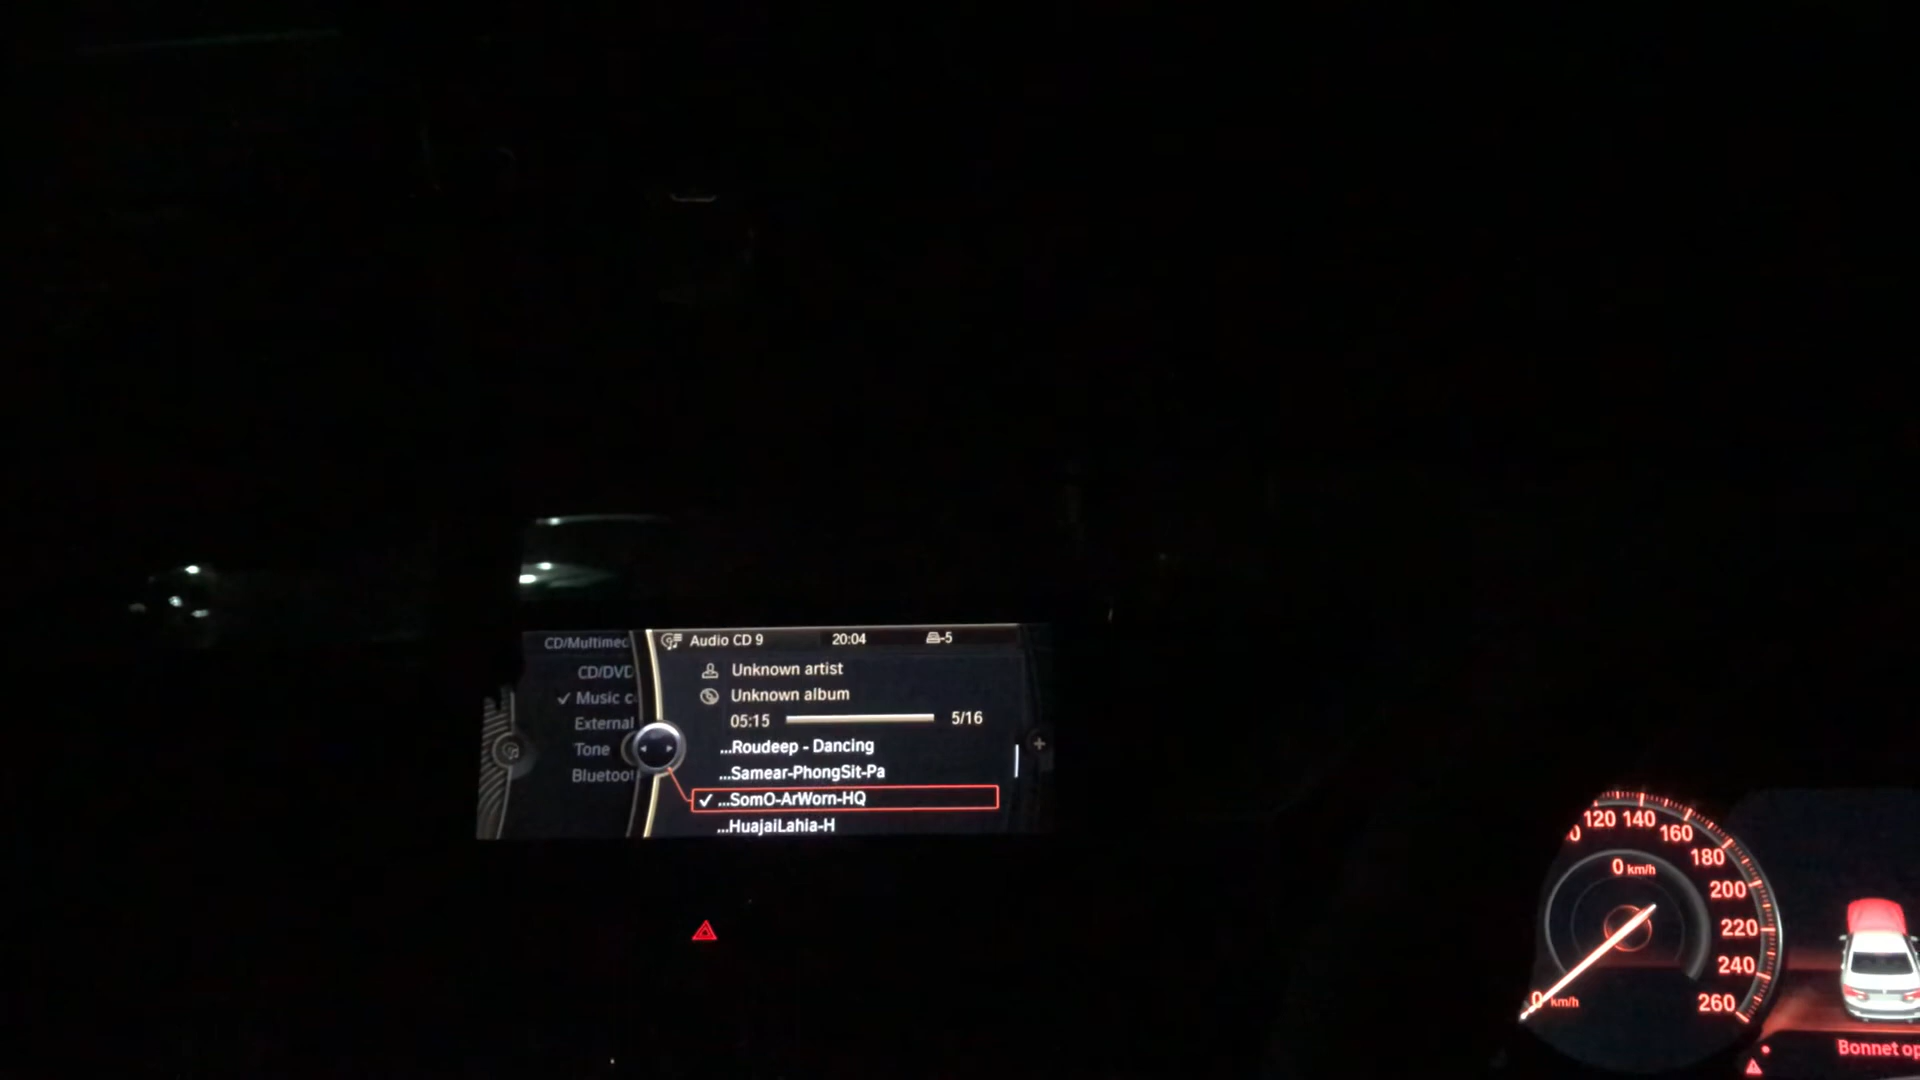 CD/Multimed
CD/DVD
Music c
External
Tone
Bluetoot
Audio CD 9
20:04
-5
Unknown artist
Unknown album
05:15
5/16
...Roudeep - Dancing
...Samear-PhongSit-Pa
...SomO-ArWorn-HQ
...HuajaiLahia-H
0 120 140 160 180 200 220 240 260
0 km/h
0 km/h
Bonnet op